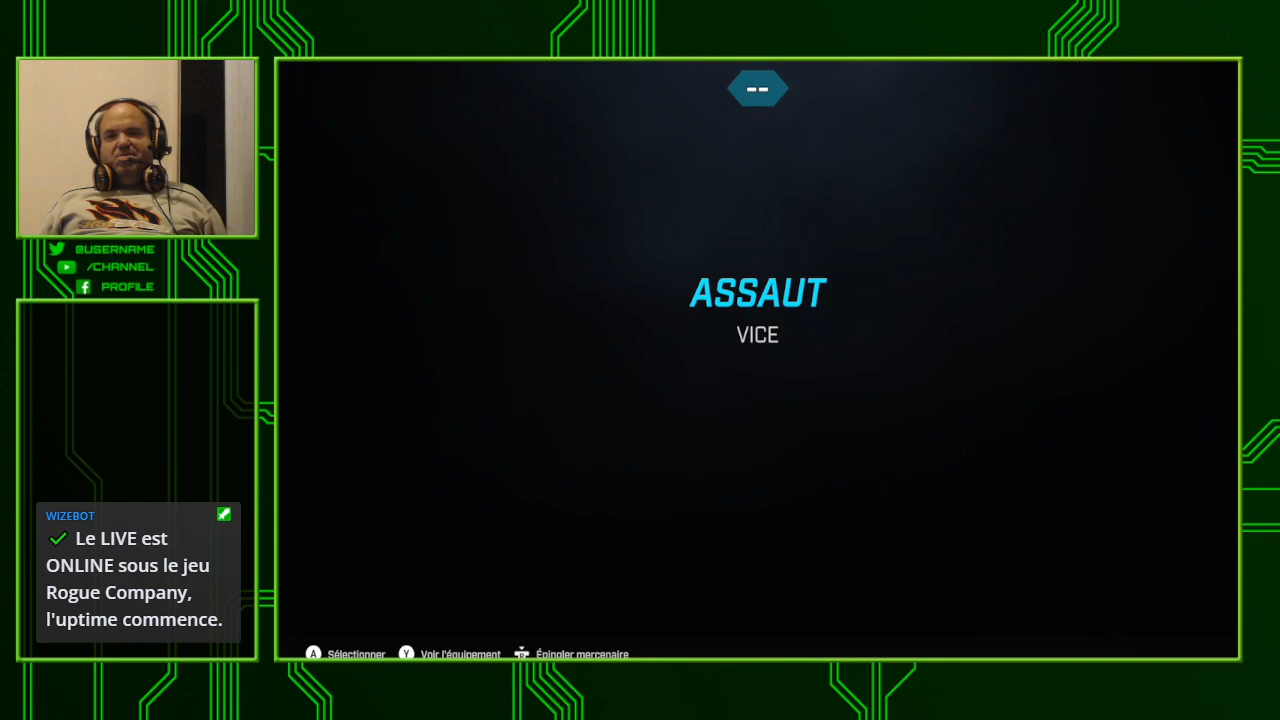 @USERNAME
/CHANNEL
PROFILE
WIZEBOT
Le LIVE est
ONLINE sous le jeu
Rogue Company,
l'uptime commence.
--
ASSAUT
VICE
A Sélectionner Y Voir l'équipement Épingler mercenaire